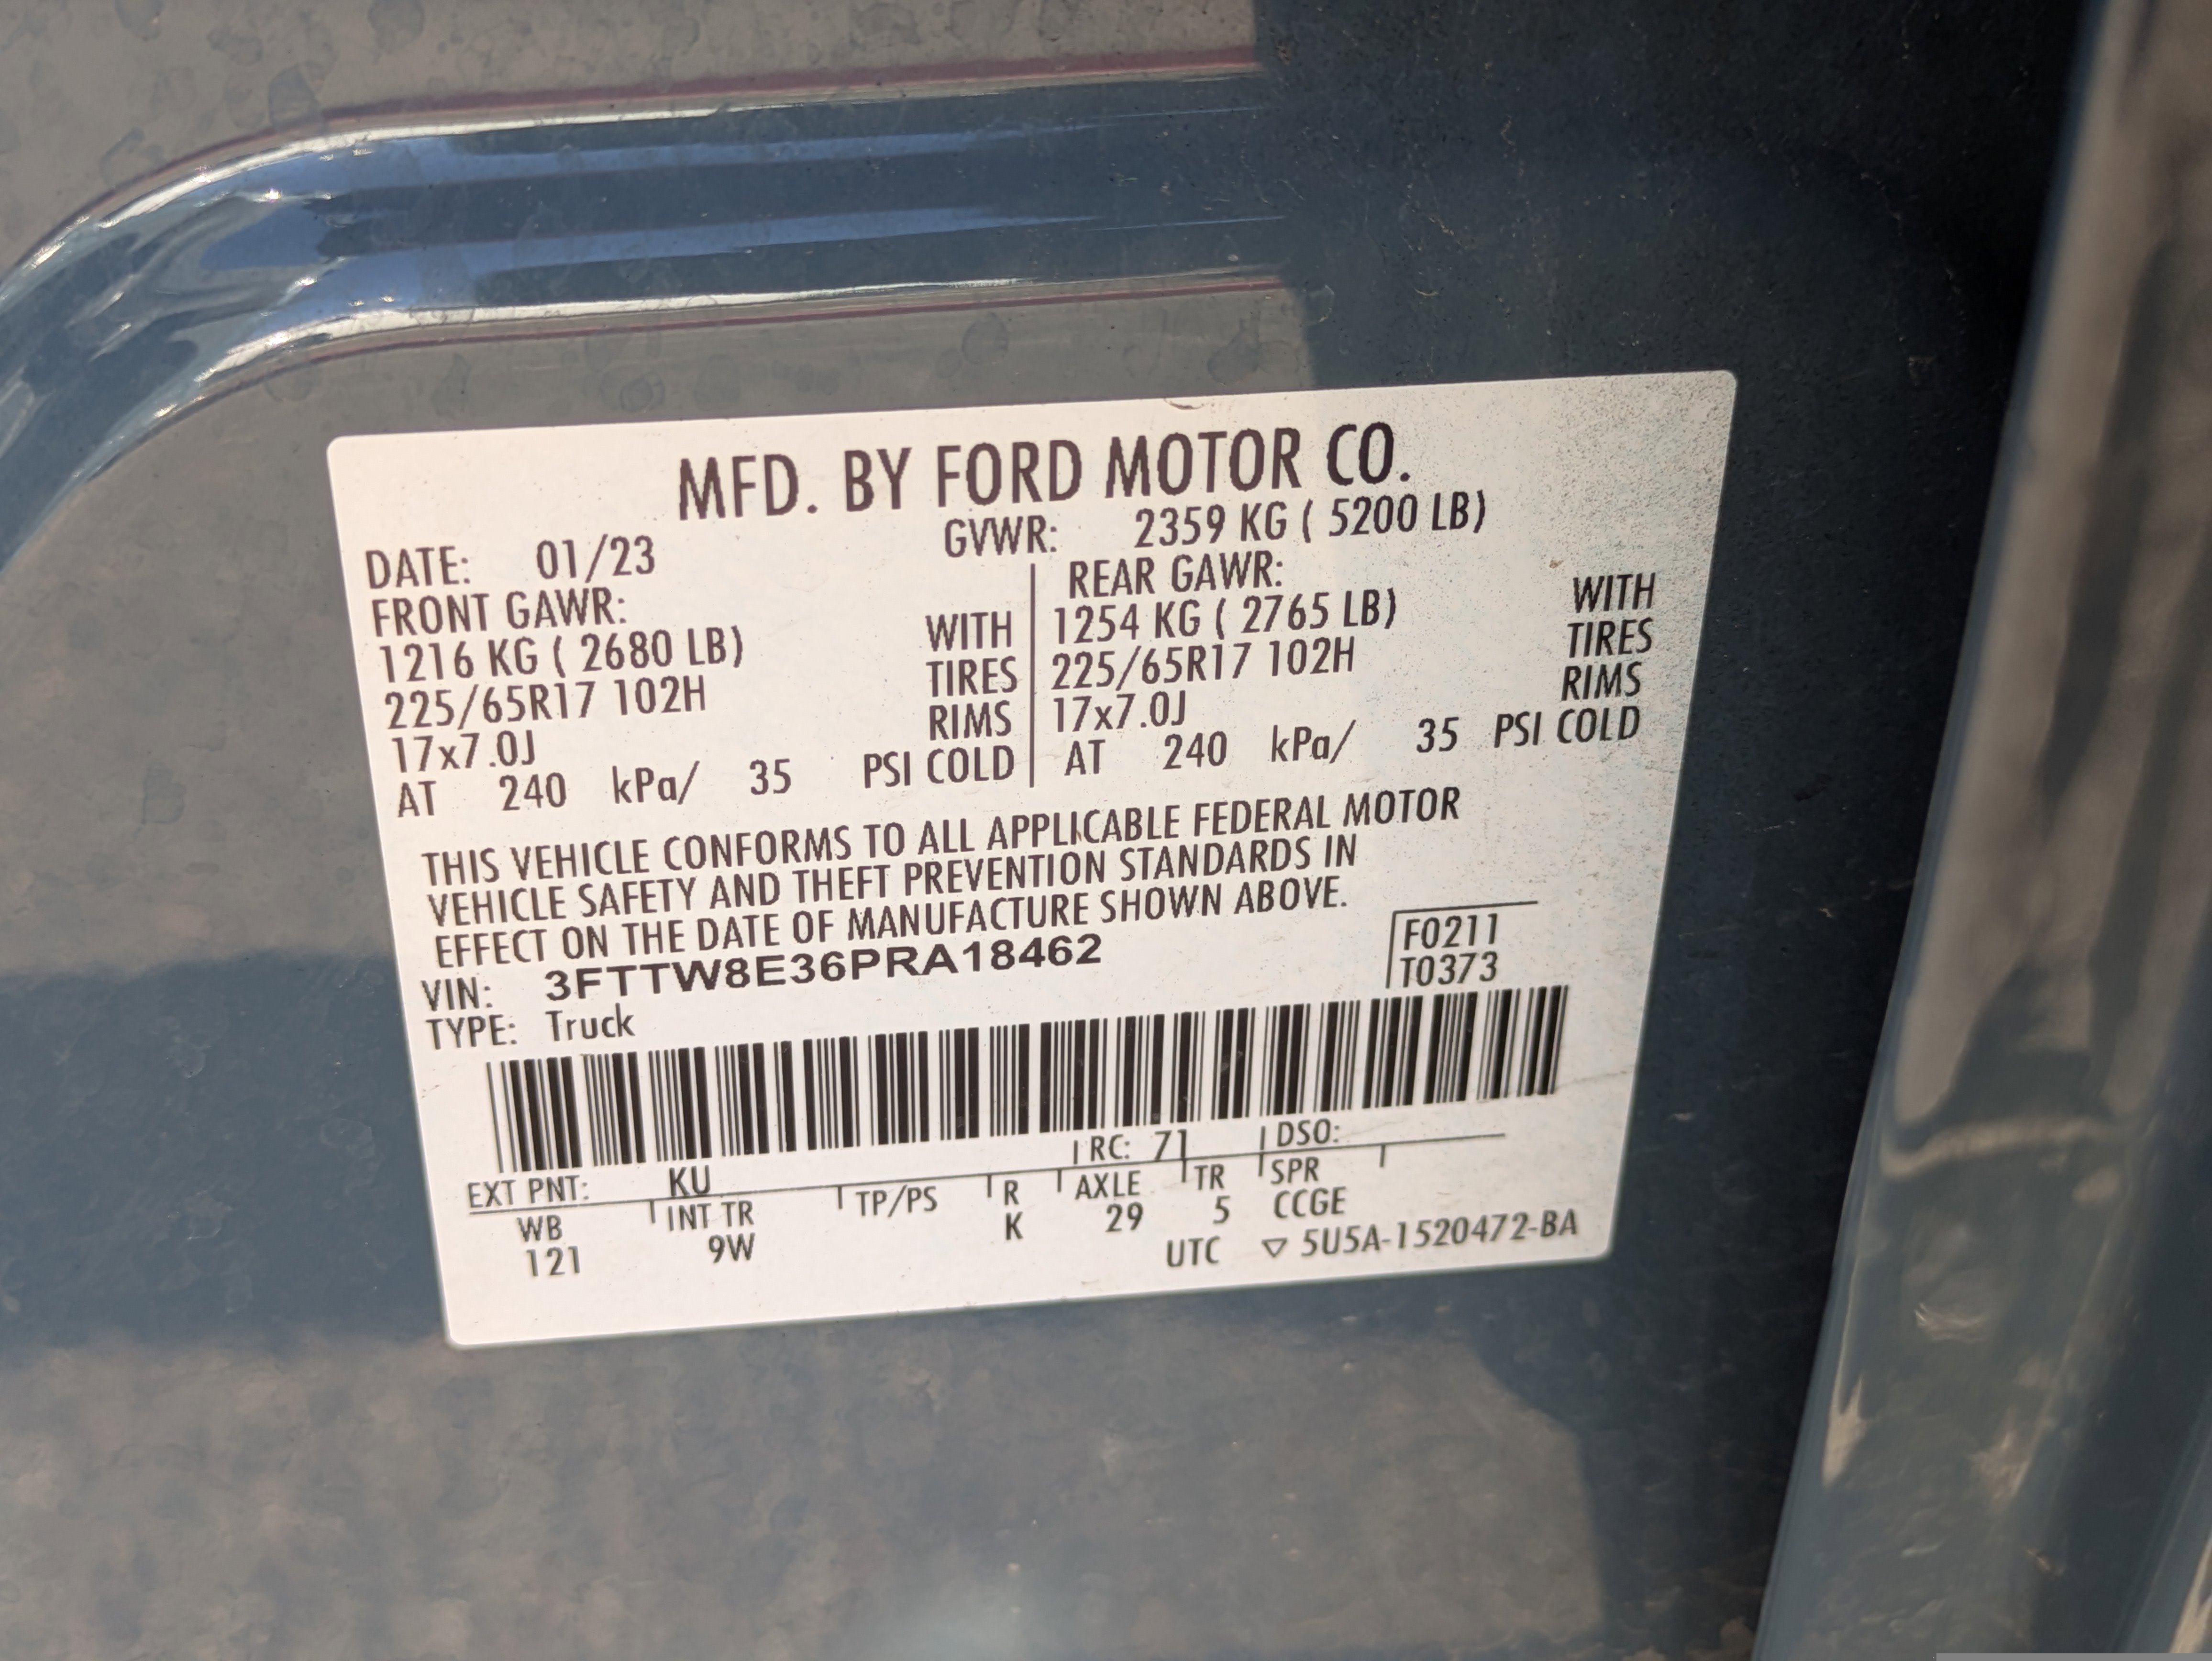 MFD. BY FORD MOTOR CO.
DATE: 01/23 GVWR: 2359 KG ( 5200 LB)
FRONT GAWR: REAR GAWR:
1216 KG ( 2680 LB) WITH 1254 KG ( 2765 LB) WITH
225/65R17 102H TIRES 225/65R17 102H TIRES
17x7.0J RIMS 17x7.0J RIMS
AT 240 kPa/ 35 PSI COLD AT 240 kPa/ 35 PSI COLD
THIS VEHICLE CONFORMS TO ALL APPLICABLE FEDERAL MOTOR
VEHICLE SAFETY AND THEFT PREVENTION STANDARDS IN
EFFECT ON THE DATE OF MANUFACTURE SHOWN ABOVE.
F0211
VIN: 3FTTW8E36PRA18462
T0373
TYPE: Truck
EXT PNT: KU RC: 71 DSO:
WB INT TR TP/PS R AXLE TR SPR
121 9W K 29 5 CCGE
UTC ▽ 5U5A-1520472-BA